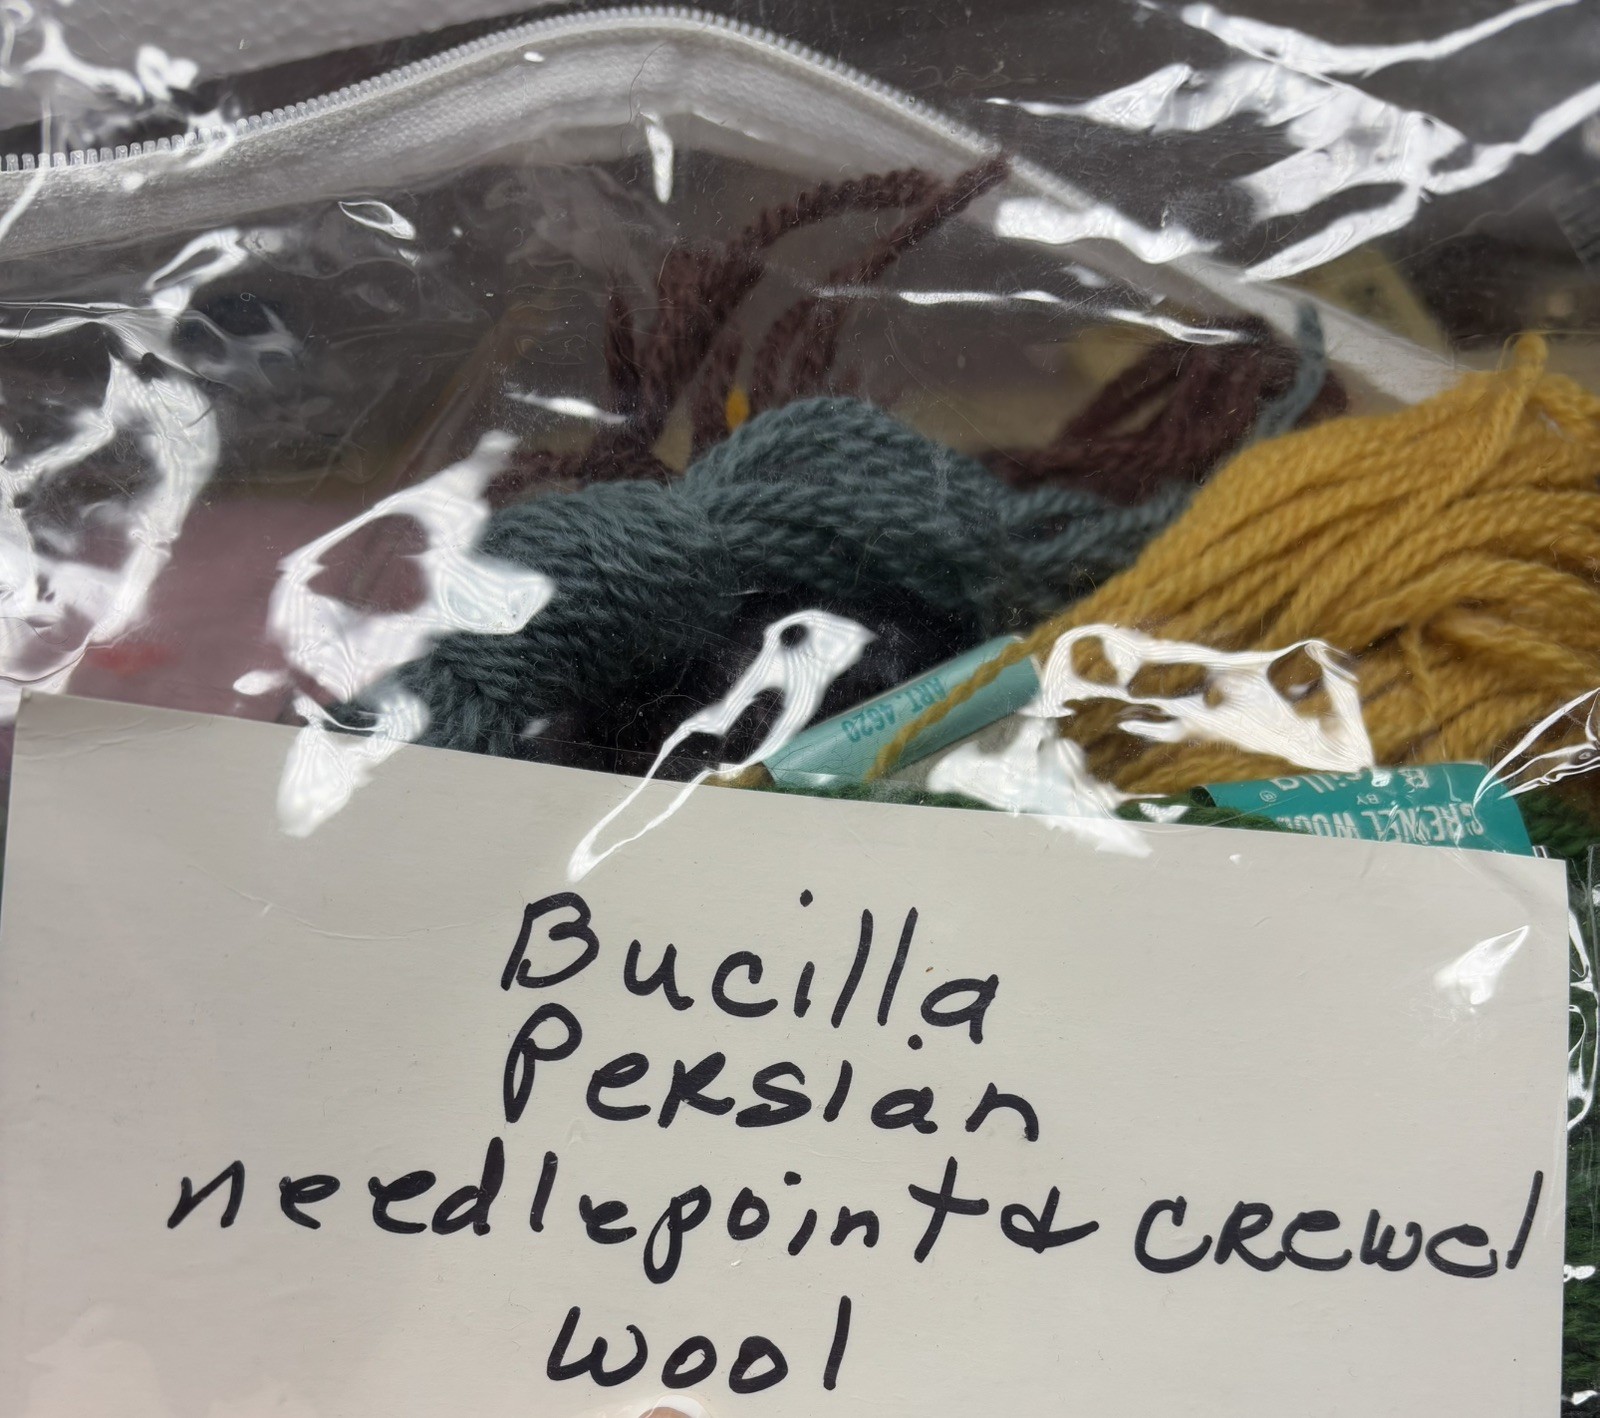 ART. 4620
Bucilla®
BY
CREWEL WOOL
Bucilla
Persian
needlepoint & CREWEl
wool